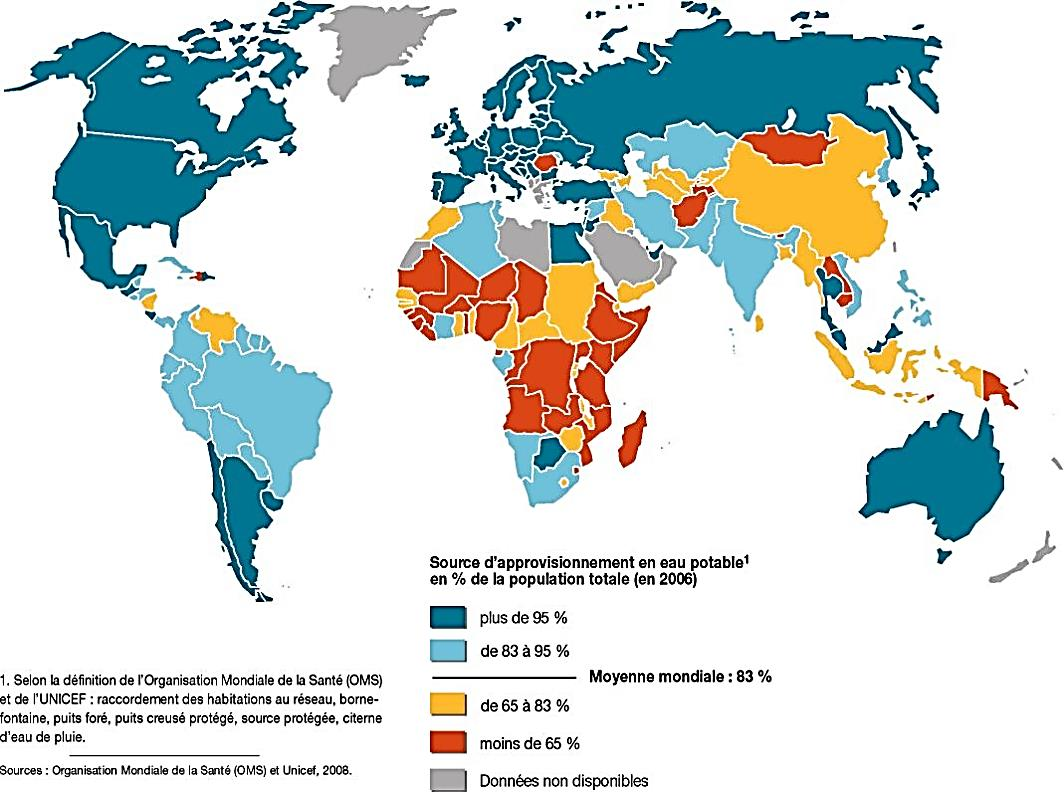 Source d'approvisionnement en eau potable¹
en % de la population totale (en 2006)
plus de 95 %
de 83 à 95 %
Moyenne mondiale : 83 %
de 65 à 83 %
moins de 65 %
Données non disponibles
1. Selon la définition de l'Organisation Mondiale de la Santé (OMS)
et de l'UNICEF : raccordement des habitations au réseau, borne-
fontaine, puits foré, puits creusé protégé, source protégée, citerne
d'eau de pluie.
Sources : Organisation Mondiale de la Santé (OMS) et Unicef, 2008.